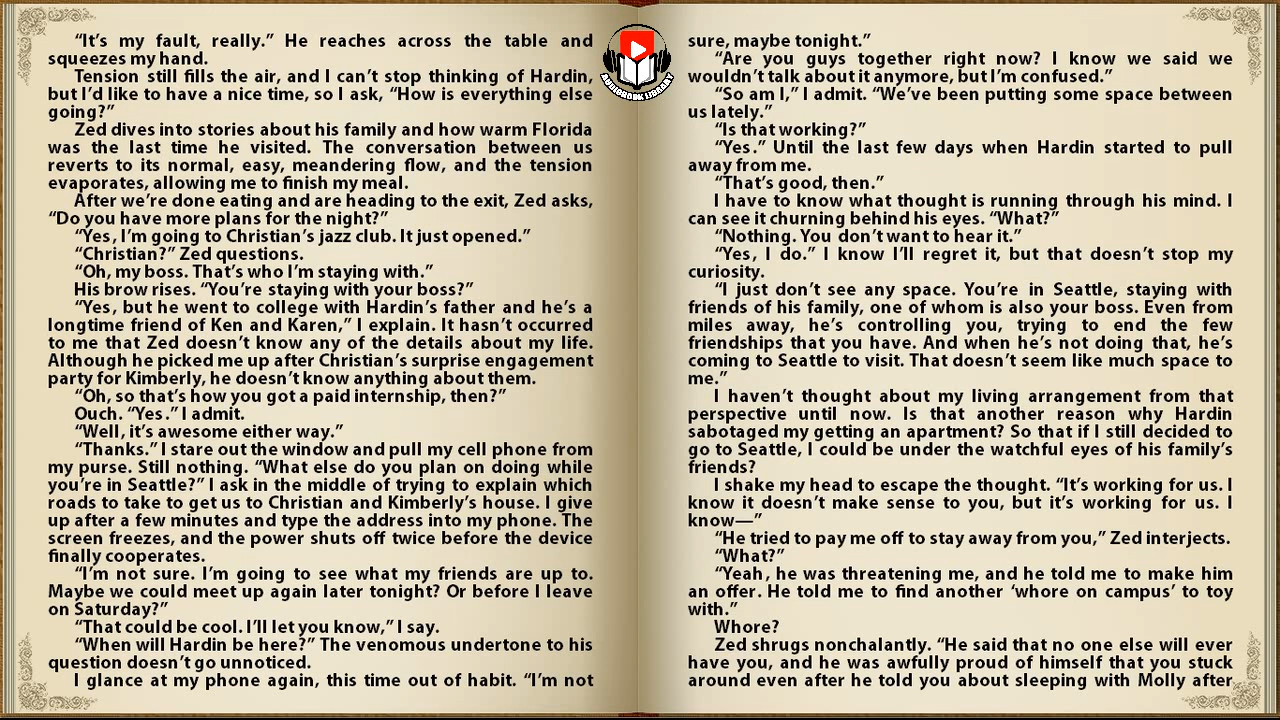 “It’s my fault, really.” He reaches across the table and
squeezes my hand.
Tension still fills the air, and I can’t stop thinking of Hardin,
but I’d like to have a nice time, so I ask, “How is everything else
going?”
Zed dives into stories about his family and how warm Florida
was the last time he visited. The conversation between us
reverts to its normal, easy, meandering flow, and the tension
evaporates, allowing me to finish my meal.
After we’re done eating and are heading to the exit, Zed asks,
“Do you have more plans for the night?”
“Yes, I’m going to Christian’s jazz club. It just opened.”
“Christian?” Zed questions.
“Oh, my boss. That’s who I’m staying with.”
His brow rises. “You’re staying with your boss?”
“Yes, but he went to college with Hardin’s father and he’s a
longtime friend of Ken and Karen,” I explain. It hasn’t occurred
to me that Zed doesn’t know any of the details about my life.
Although he picked me up after Christian’s surprise engagement
party for Kimberly, he doesn’t know anything about them.
“Oh, so that’s how you got a paid internship, then?”
Ouch. “Yes.” I admit.
“Well, it’s awesome either way.”
“Thanks.” I stare out the window and pull my cell phone from
my purse. Still nothing. “What else do you plan on doing while
you’re in Seattle?” I ask in the middle of trying to explain which
roads to take to get us to Christian and Kimberly’s house. I give
up after a few minutes and type the address into my phone. The
screen freezes, and the power shuts off twice before the device
finally cooperates.
“I’m not sure. I’m going to see what my friends are up to.
Maybe we could meet up again later tonight? Or before I leave
on Saturday?”
“That could be cool. I’ll let you know,” I say.
“When will Hardin be here?” The venomous undertone to his
question doesn’t go unnoticed.
I glance at my phone again, this time out of habit. “I’m not
AUDIOBOOK LIBRARY
sure, maybe tonight.”
“Are you guys together right now? I know we said we
wouldn’t talk about it anymore, but I’m confused.”
“So am I,” I admit. “We’ve been putting some space between
us lately.”
“Is that working?”
“Yes.” Until the last few days when Hardin started to pull
away from me.
“That’s good, then.”
I have to know what thought is running through his mind. I
can see it churning behind his eyes. “What?”
“Nothing. You don’t want to hear it.”
“Yes, I do.” I know I’ll regret it, but that doesn’t stop my
curiosity.
“I just don’t see any space. You’re in Seattle, staying with
friends of his family, one of whom is also your boss. Even from
miles away, he’s controlling you, trying to end the few
friendships that you have. And when he’s not doing that, he’s
coming to Seattle to visit. That doesn’t seem like much space to
me.”
I haven’t thought about my living arrangement from that
perspective until now. Is that another reason why Hardin
sabotaged my getting an apartment? So that if I still decided to
go to Seattle, I could be under the watchful eyes of his family’s
friends?
I shake my head to escape the thought. “It’s working for us. I
know it doesn’t make sense to you, but it’s working for us. I
know—”
“He tried to pay me off to stay away from you,” Zed interjects.
“What?”
“Yeah, he was threatening me, and he told me to make him
an offer. He told me to find another ‘whore on campus’ to toy
with.”
Whore?
Zed shrugs nonchalantly. “He said that no one else will ever
have you, and he was awfully proud of himself that you stuck
around even after he told you about sleeping with Molly after